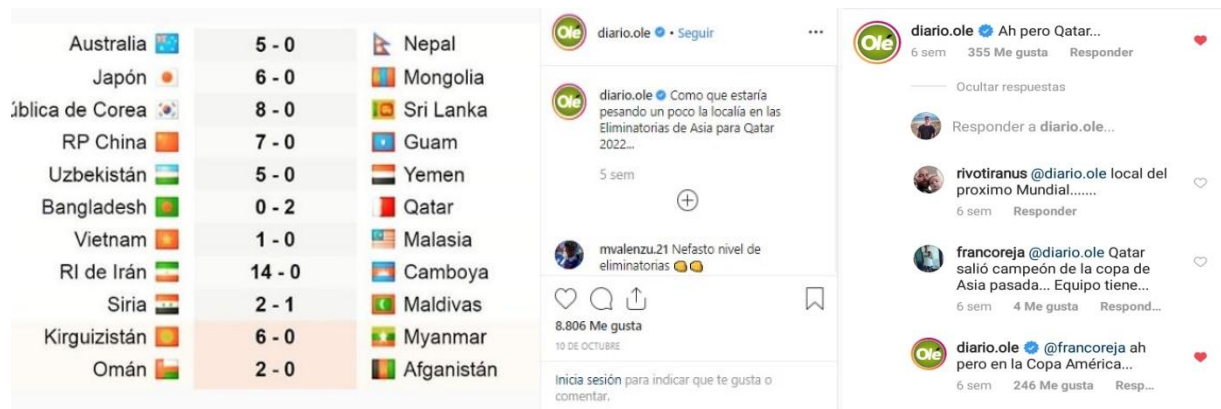 Australia 5 - 0 Nepal
Japón 6 - 0 Mongolia
ública de Corea 8 - 0 Sri Lanka
RP China 7 - 0 Guam
Uzbekistán 5 - 0 Yemen
Bangladesh 0 - 2 Qatar
Vietnam 1 - 0 Malasia
RI de Irán 14 - 0 Camboya
Siria 2 - 1 Maldivas
Kirguizistán 6 - 0 Myanmar
Omán 2 - 0 Afganistán
Olé
diario.ole • Seguir
Olé
diario.ole Como que estaría
pesando un poco la localía en las
Eliminatorias de Asia para Qatar
2022...
5 sem
mvalenzu.21 Nefasto nivel de
eliminatorias
8.806 Me gusta
10 DE OCTUBRE
Inicia sesión para indicar que te gusta o
comentar.
Olé
diario.ole Ah pero Qatar...
6 sem 355 Me gusta Responder
Ocultar respuestas
Responder a diario.ole...
rivotiranus @diario.ole local del
proximo Mundial.......
6 sem Responder
francoreja @diario.ole Qatar
salió campeón de la copa de
Asia pasada... Equipo tiene...
6 sem 4 Me gusta Respond...
Olé
diario.ole @francoreja ah
pero en la Copa América...
6 sem 246 Me gusta Resp...